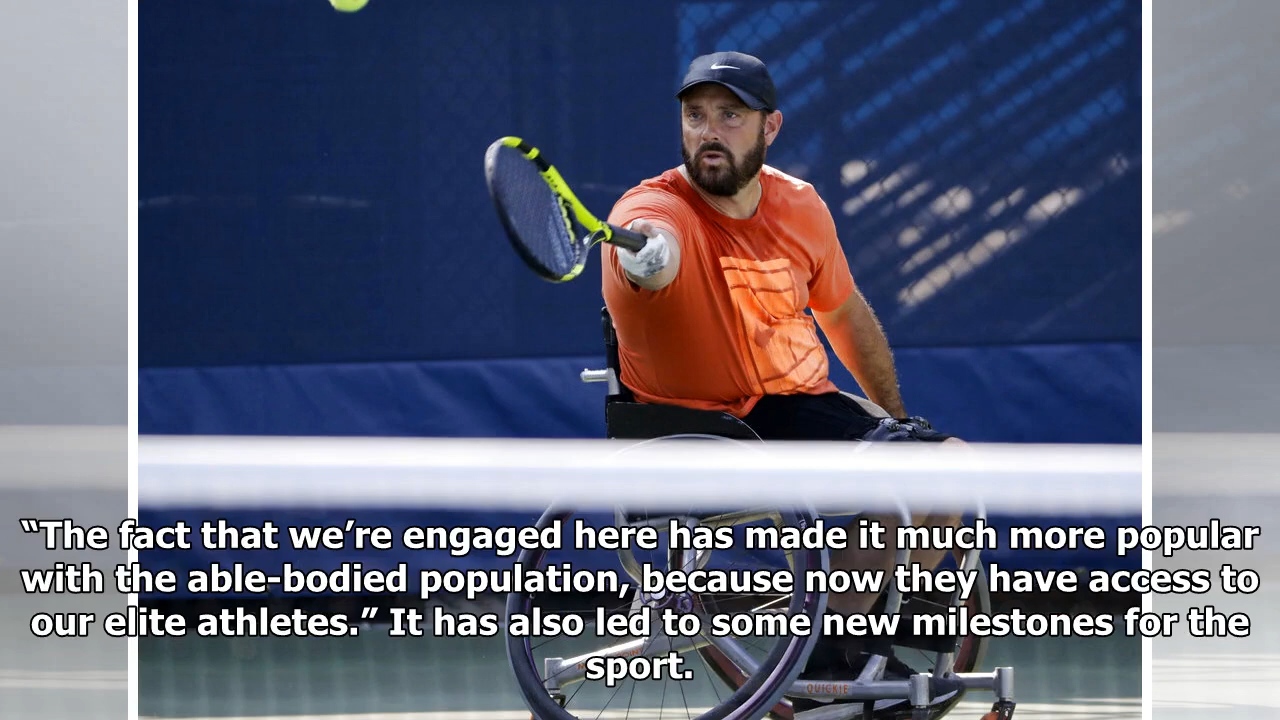 “The fact that we’re engaged here has made it much more popular
with the able-bodied population, because now they have access to
our elite athletes.” It has also led to some new milestones for the
sport.
QUICKIE